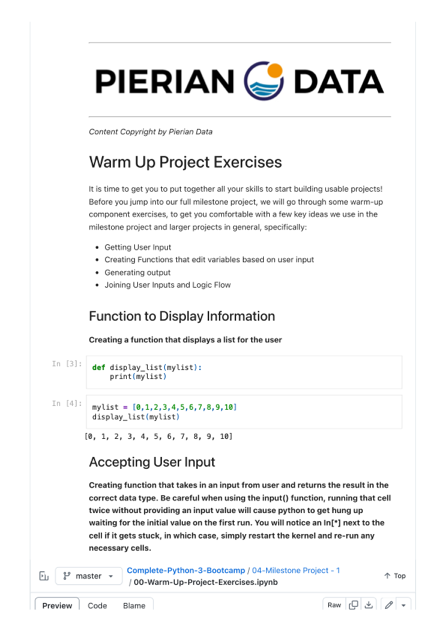 PIERIAN DATA
Content Copyright by Pierian Data
Warm Up Project Exercises
It is time to get you to put together all your skills to start building usable projects!
Before you jump into our full milestone project, we will go through some warm-up
component exercises, to get you comfortable with a few key ideas we use in the
milestone project and larger projects in general, specifically:
• Getting User Input
• Creating Functions that edit variables based on user input
• Generating output
• Joining User Inputs and Logic Flow
Function to Display Information
Creating a function that displays a list for the user
In [3]: def display_list(mylist):
print(mylist)
In [4]: mylist = [0,1,2,3,4,5,6,7,8,9,10]
display_list(mylist)
[0, 1, 2, 3, 4, 5, 6, 7, 8, 9, 10]
Accepting User Input
Creating function that takes in an input from user and returns the result in the
correct data type. Be careful when using the input() function, running that cell
twice without providing an input value will cause python to get hung up
waiting for the initial value on the first run. You will notice an In[*] next to the
cell if it gets stuck, in which case, simply restart the kernel and re-run any
necessary cells.
master Complete-Python-3-Bootcamp / 04-Milestone Project - 1 ↑ Top
/ 00-Warm-Up-Project-Exercises.ipynb
Preview Code Blame Raw